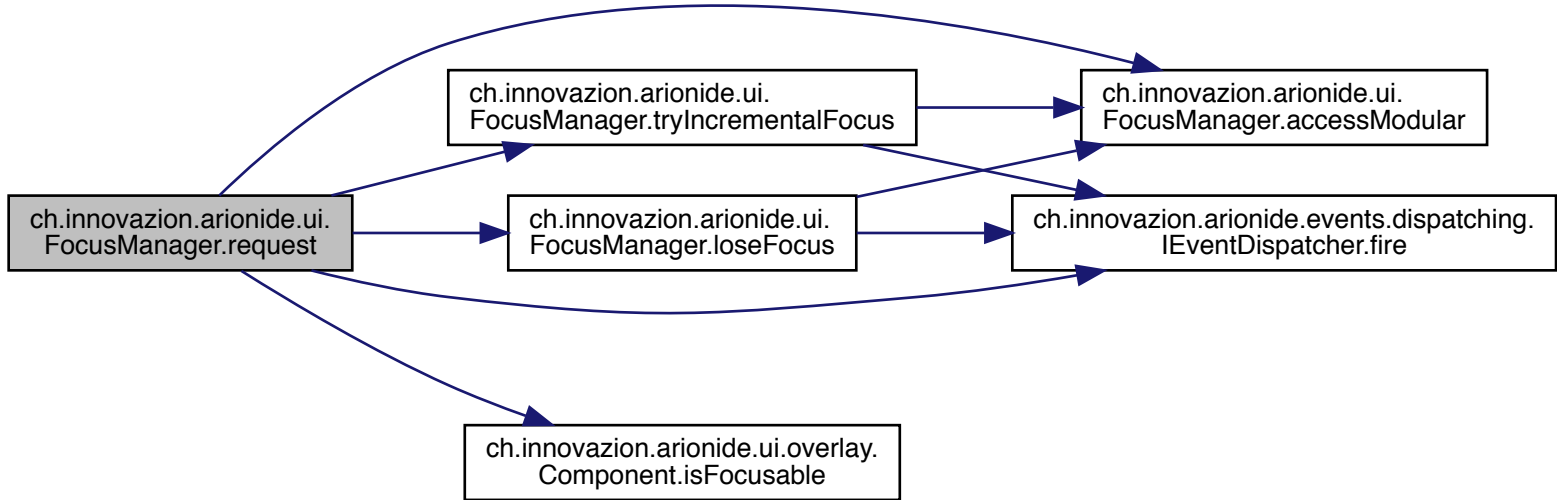 ch.innovazion.arionide.ui.
FocusManager.request
ch.innovazion.arionide.ui.
FocusManager.tryIncrementalFocus
ch.innovazion.arionide.ui.
FocusManager.loseFocus
ch.innovazion.arionide.ui.overlay.
Component.isFocusable
ch.innovazion.arionide.ui.
FocusManager.accessModular
ch.innovazion.arionide.events.dispatching.
IEventDispatcher.fire